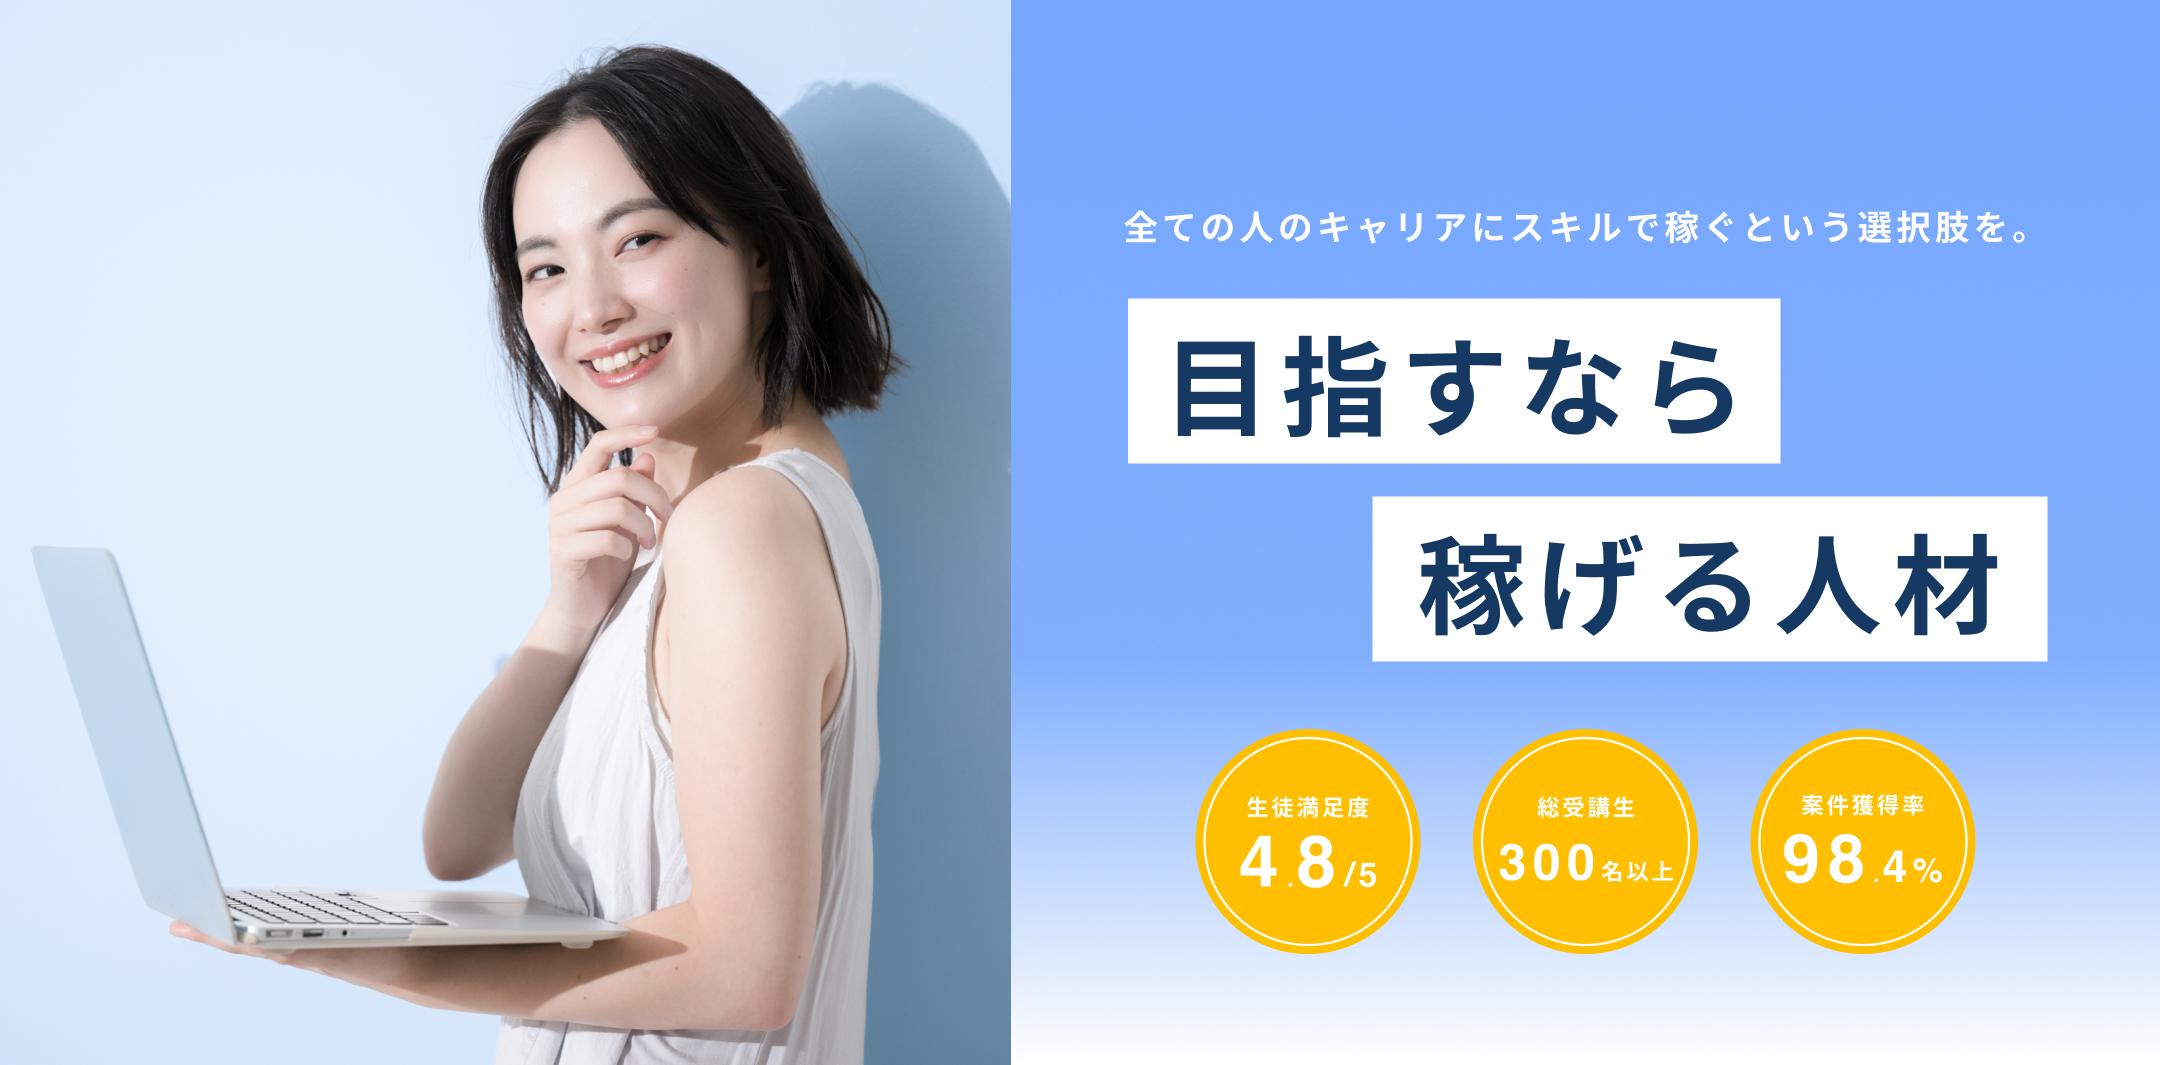 全ての人のキャリアにスキルで稼ぐという選択肢を。
目指すなら
稼げる人材
生徒満足度
4.8/5
総受講生
300名以上
案件獲得率
98.4%